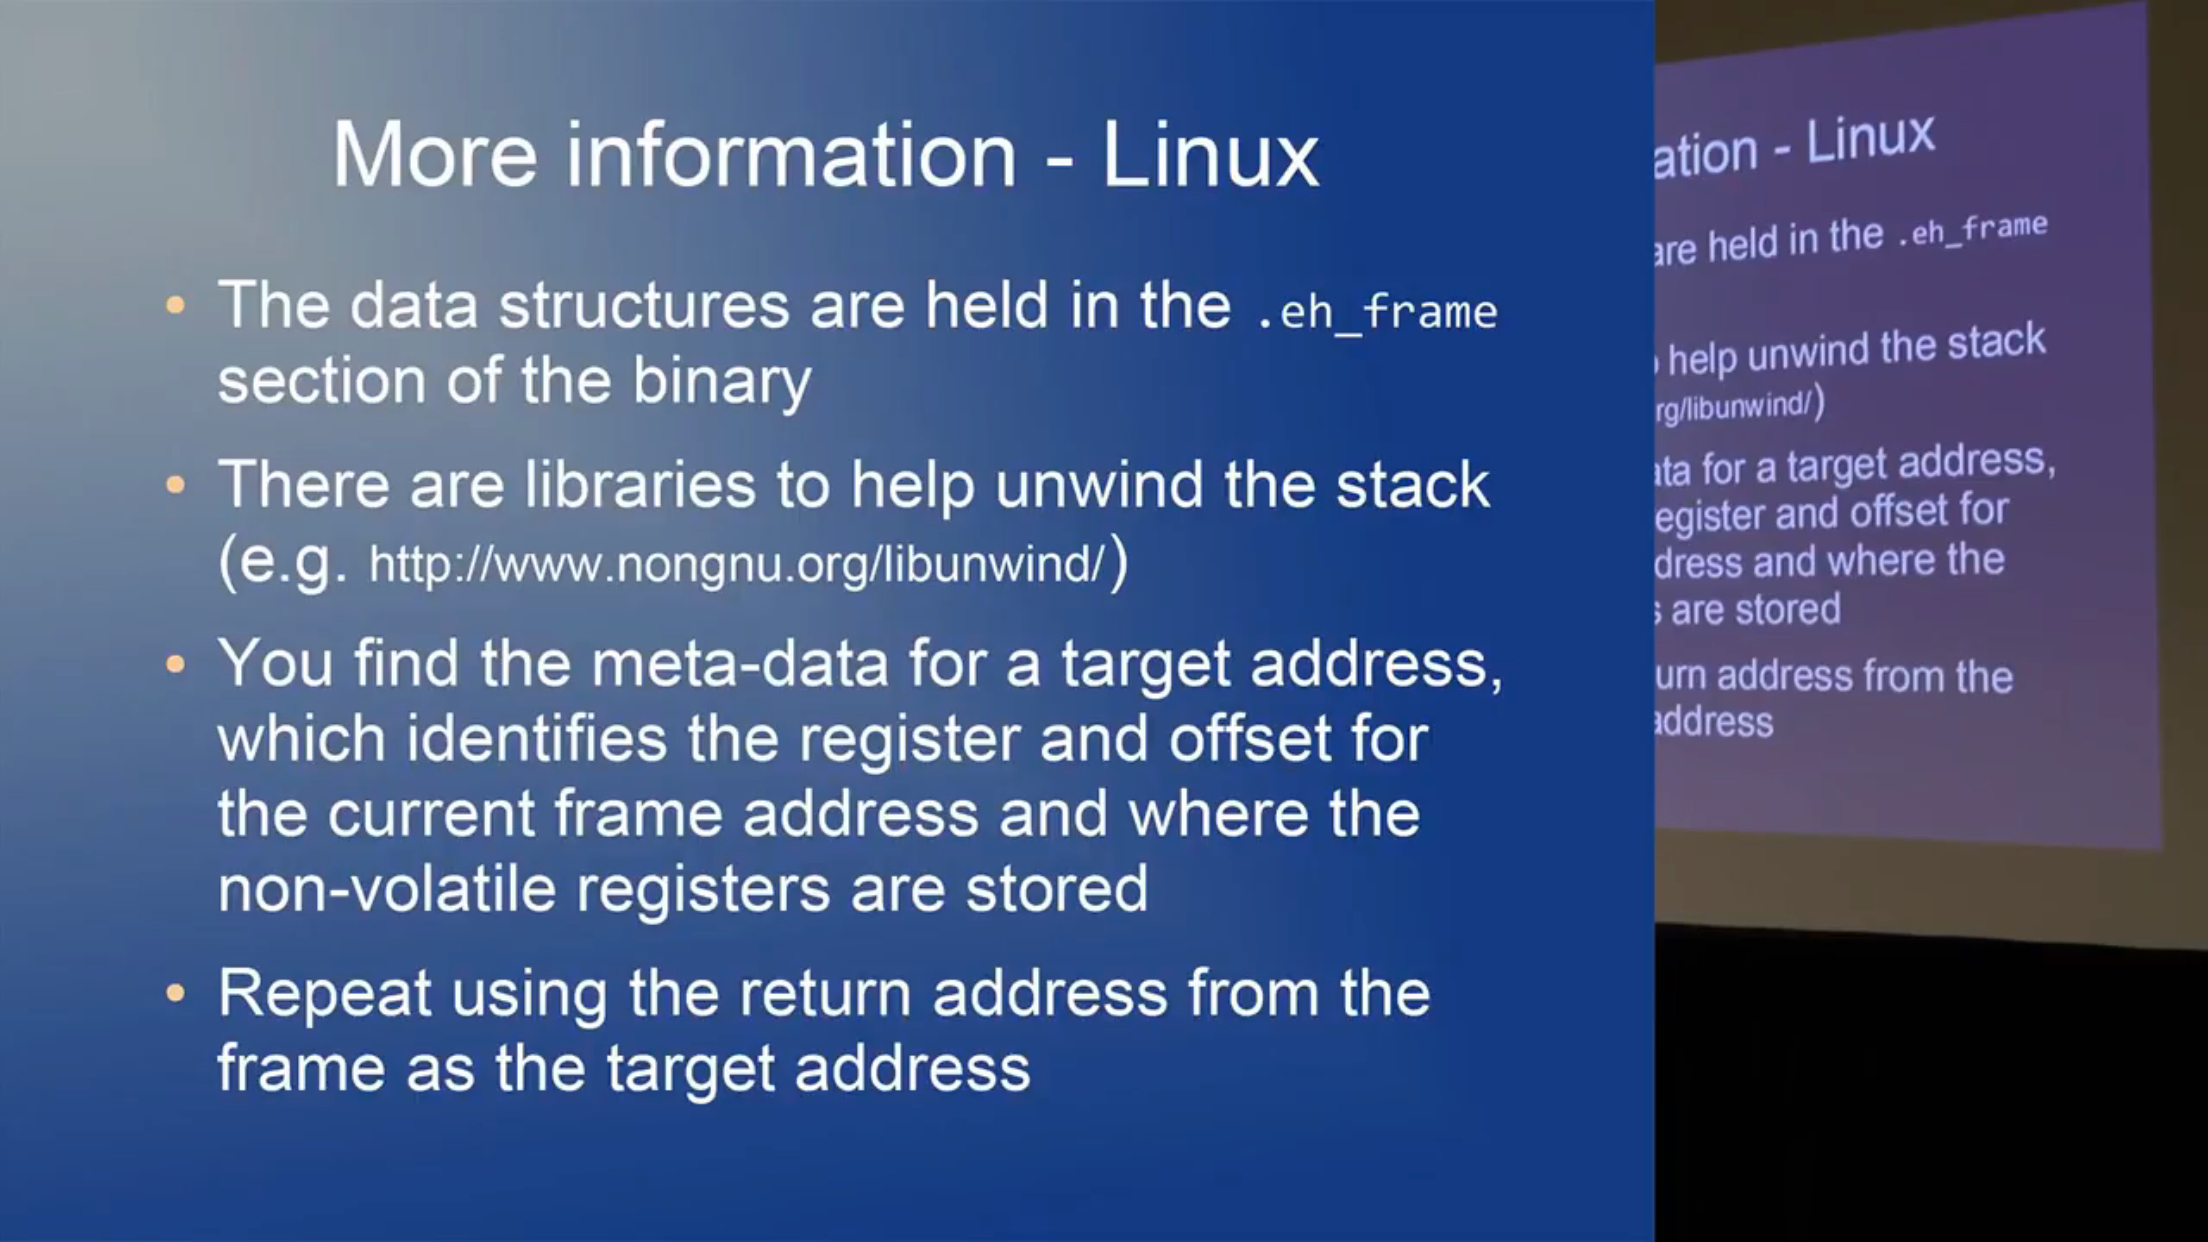 More information - Linux
• The data structures are held in the .eh_frame
section of the binary
• There are libraries to help unwind the stack
(e.g. http://www.nongnu.org/libunwind/)
• You find the meta-data for a target address,
which identifies the register and offset for
the current frame address and where the
non-volatile registers are stored
• Repeat using the return address from the
frame as the target address
ation - Linux
are held in the .eh_frame
help unwind the stack
rg/libunwind/)
ata for a target address,
egister and offset for
dress and where the
s are stored
urn address from the
address